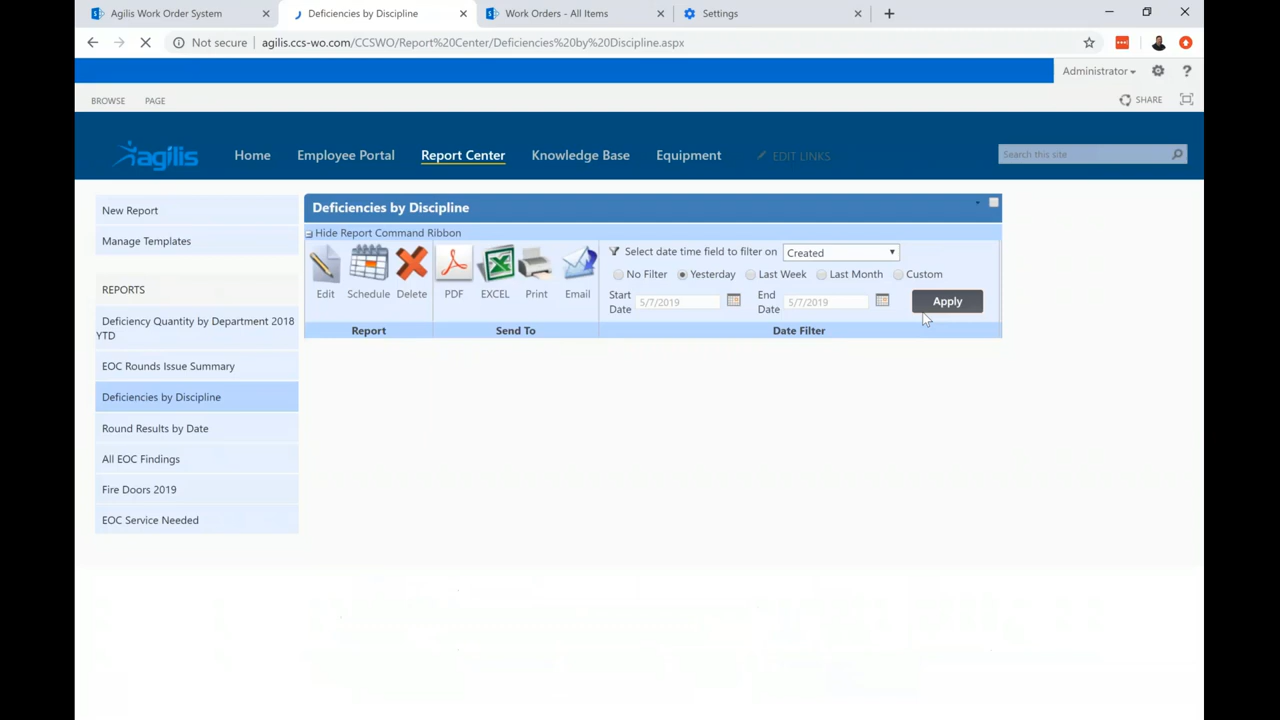 Agilis Work Order System
Deficiencies by Discipline
Work Orders - All Items
Settings
Not secure
agilis.ccs-wo.com/CCSWO/Report%20Center/Deficiencies%20by%20Discipline.aspx
Administrator
?
BROWSE
PAGE
SHARE
agilis
Home
Employee Portal
Report Center
Knowledge Base
Equipment
EDIT LINKS
Search this site
New Report
Manage Templates
REPORTS
Deficiency Quantity by Department 2018
YTD
EOC Rounds Issue Summary
Deficiencies by Discipline
Round Results by Date
All EOC Findings
Fire Doors 2019
EOC Service Needed
Deficiencies by Discipline
Hide Report Command Ribbon
Edit
Schedule
Delete
Report
PDF
EXCEL
Print
Email
Send To
Select date time field to filter on
Created
No Filter
Yesterday
Last Week
Last Month
Custom
Start
Date
5/7/2019
End
Date
5/7/2019
Apply
Date Filter